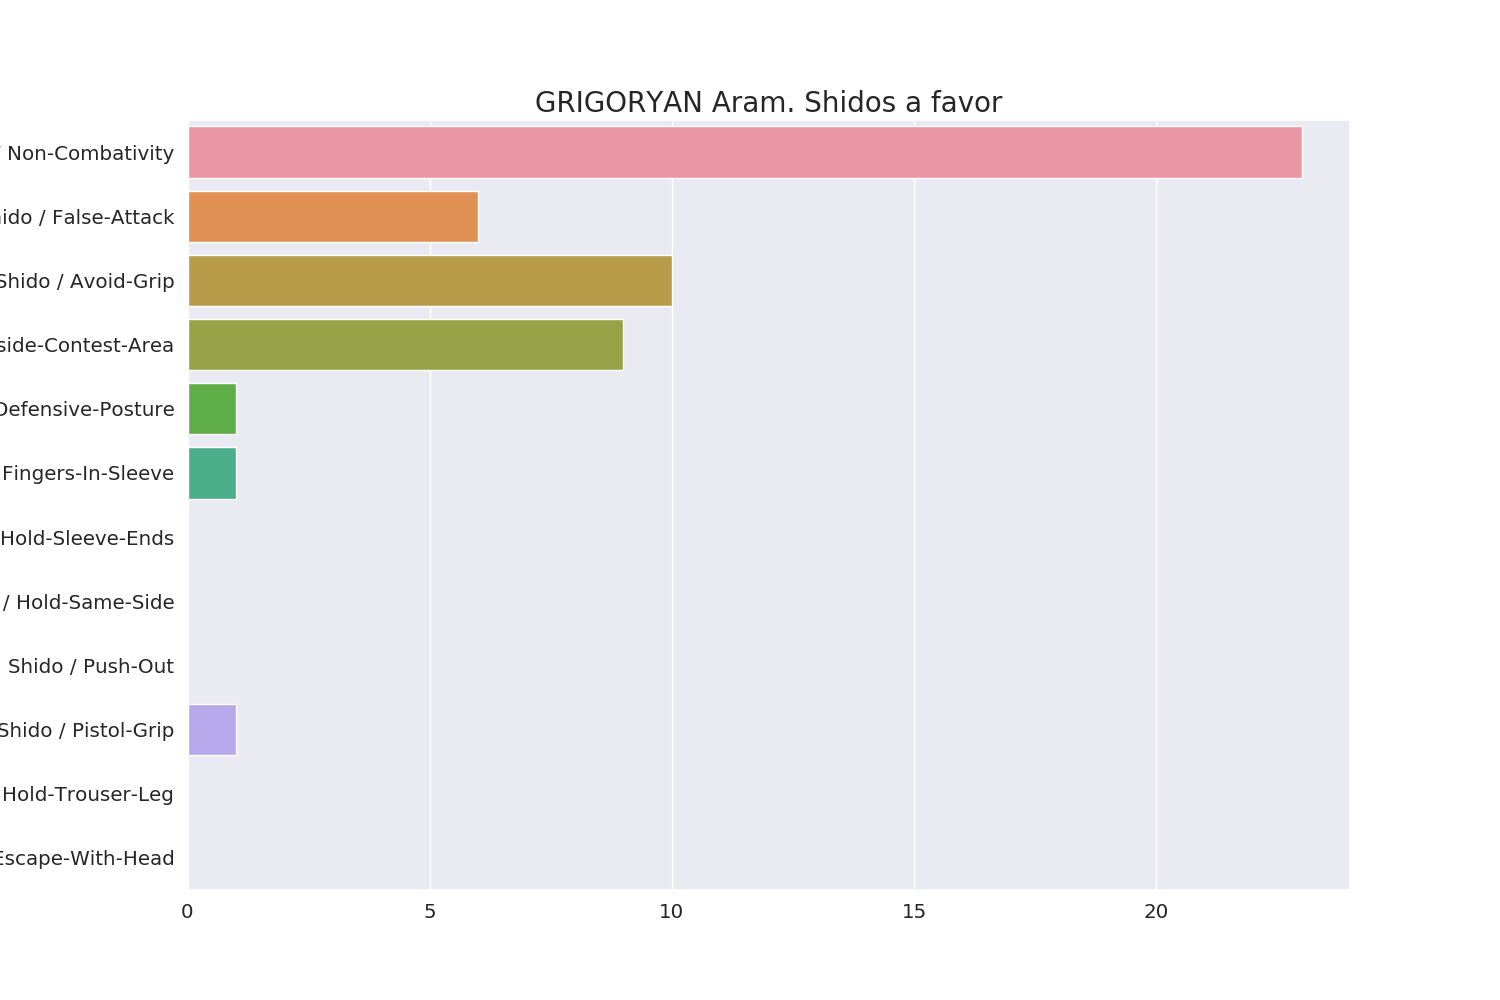 GRIGORYAN Aram. Shidos a favor
/ Non-Combativity
ido / False-Attack
Shido / Avoid-Grip
side-Contest-Area
Defensive-Posture
Fingers-In-Sleeve
Hold-Sleeve-Ends
/ Hold-Same-Side
Shido / Push-Out
Shido / Pistol-Grip
Hold-Trouser-Leg
Escape-With-Head
0 5 10 15 20